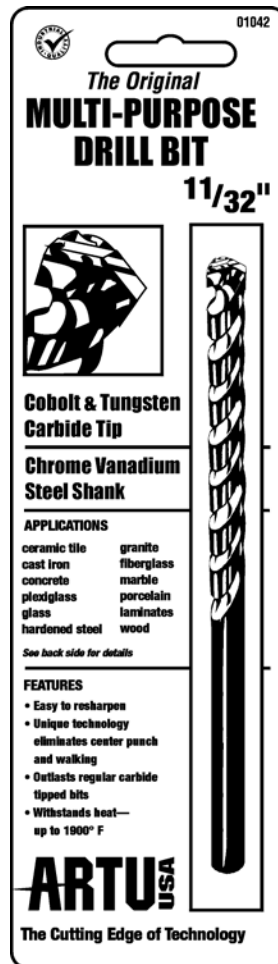 01042
INDUSTRIAL QUALITY
The Original
MULTI-PURPOSE
DRILL BIT
11/32"
Cobolt & Tungsten
Carbide Tip
Chrome Vanadium
Steel Shank
APPLICATIONS
ceramic tile
cast iron
concrete
plexiglass
glass
hardened steel
granite
fiberglass
marble
porcelain
laminates
wood
See back side for details
FEATURES
• Easy to resharpen
• Unique technology
eliminates center punch
and walking
• Outlasts regular carbide
tipped bits
• Withstands heat—
up to 1900° F
ARTU
USA
The Cutting Edge of Technology